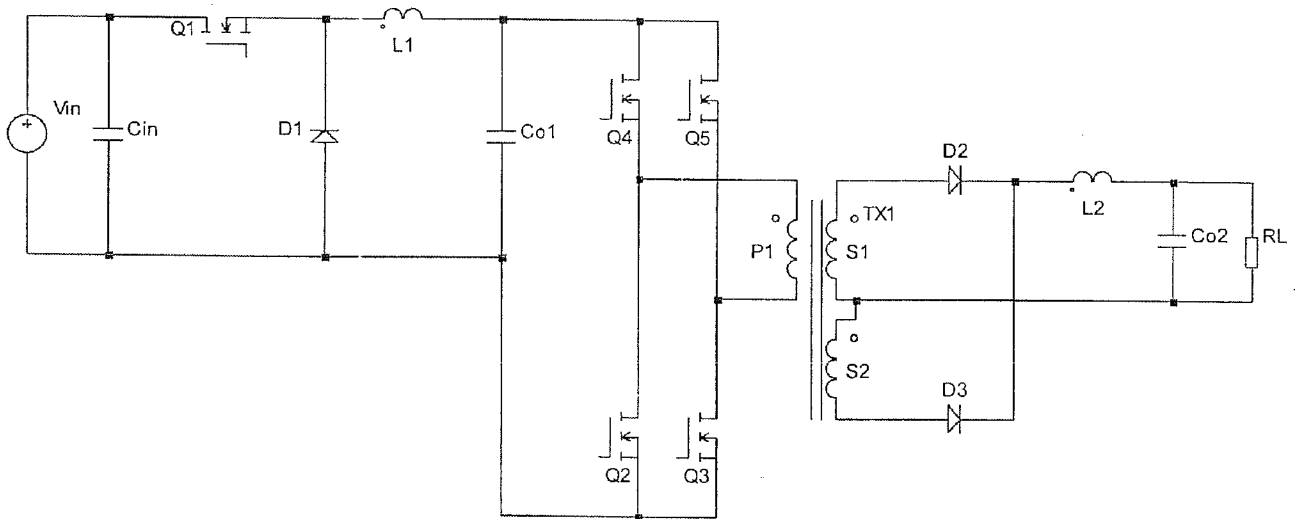 Q1
L1
Vin
Cin
D1
Co1
Q4
Q5
D2
TX1
L2
P1
S1
Co2
RL
S2
D3
Q2
Q3